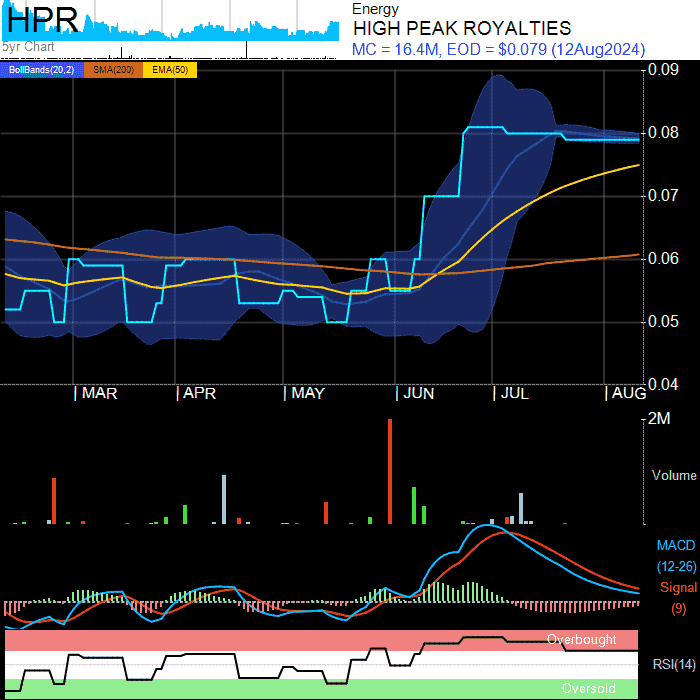 HPR
5yr Chart
Energy
HIGH PEAK ROYALTIES
MC = 16.4M, EOD = $0.079 (12Aug2024)
BollBands(20,2) SMA(200) EMA(50)
0.09
0.08
0.07
0.06
0.05
0.04
MAR APR MAY JUN JUL AUG
2M
Volume
MACD
(12-26)
Signal
(9)
Overbought
RSI(14)
Oversold